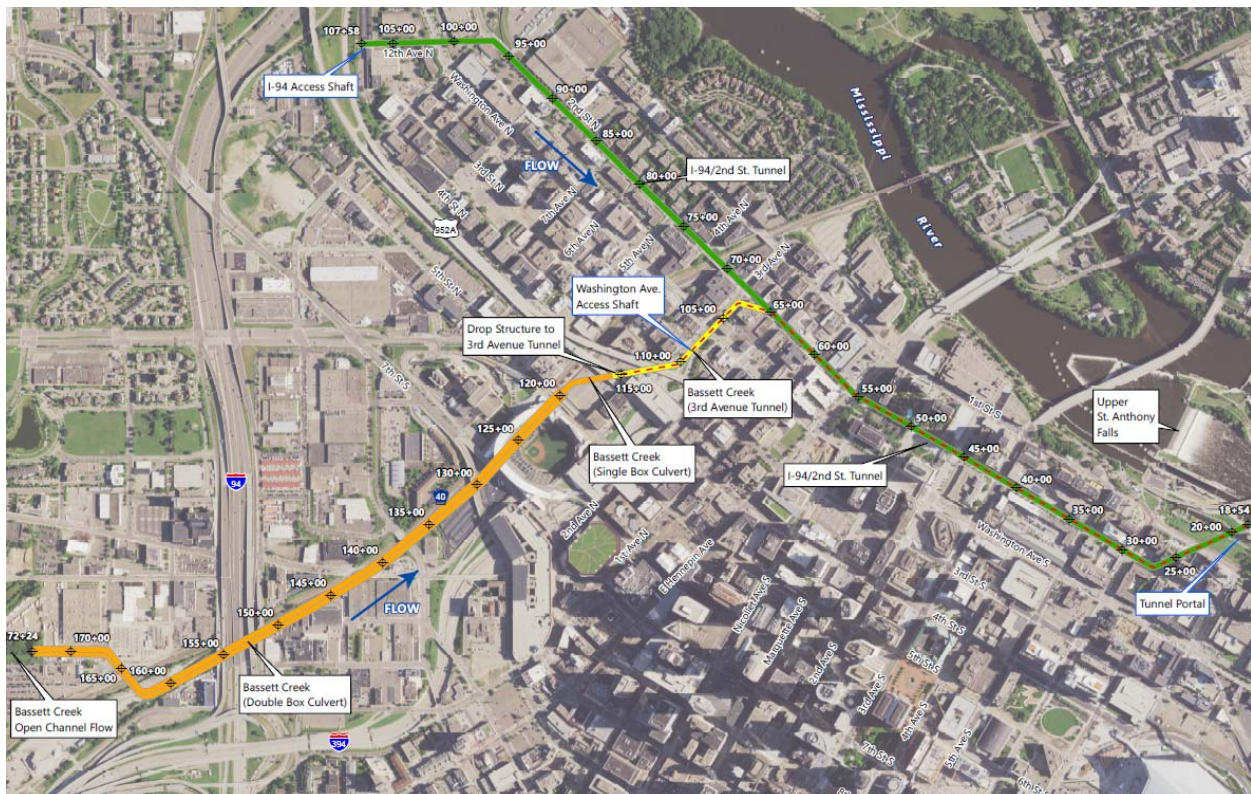 107+58
105+00
100+00
95+00
12th Ave N
I-94 Access Shaft
Washington Ave N
90+00
2nd St N
85+00
FLOW
3rd St N
80+00
I-94/2nd St. Tunnel
7th Ave N
4th St N
952A
6th Ave N
75+00
4th Ave N
5th Ave N
5th St N
70+00
3rd Ave N
Mississippi
River
Washington Ave.
Access Shaft
105+00
65+00
Drop Structure to
3rd Avenue Tunnel
110+00
60+00
7th St S
115+00
Bassett Creek
(3rd Avenue Tunnel)
120+00
55+00
1st St S
Upper
St. Anthony
Falls
50+00
125+00
Bassett Creek
(Single Box Culvert)
45+00
I-94/2nd St. Tunnel
130+00
94
40
40+00
135+00
2nd Ave N
1st Ave N
35+00
18+54
20+00
Washington Ave S
30+00
140+00
E Hennepin Ave
25+00
3rd St S
145+00
FLOW
Nicollet Ave S
Marquette Ave S
4th St S
Tunnel Portal
150+00
2nd Ave S
5th St S
72+24
170+00
155+00
165+00
160+00
3rd Ave S
4th Ave S
5th Ave S
Bassett Creek
Open Channel Flow
Bassett Creek
(Double Box Culvert)
394
7th St S
6th St S